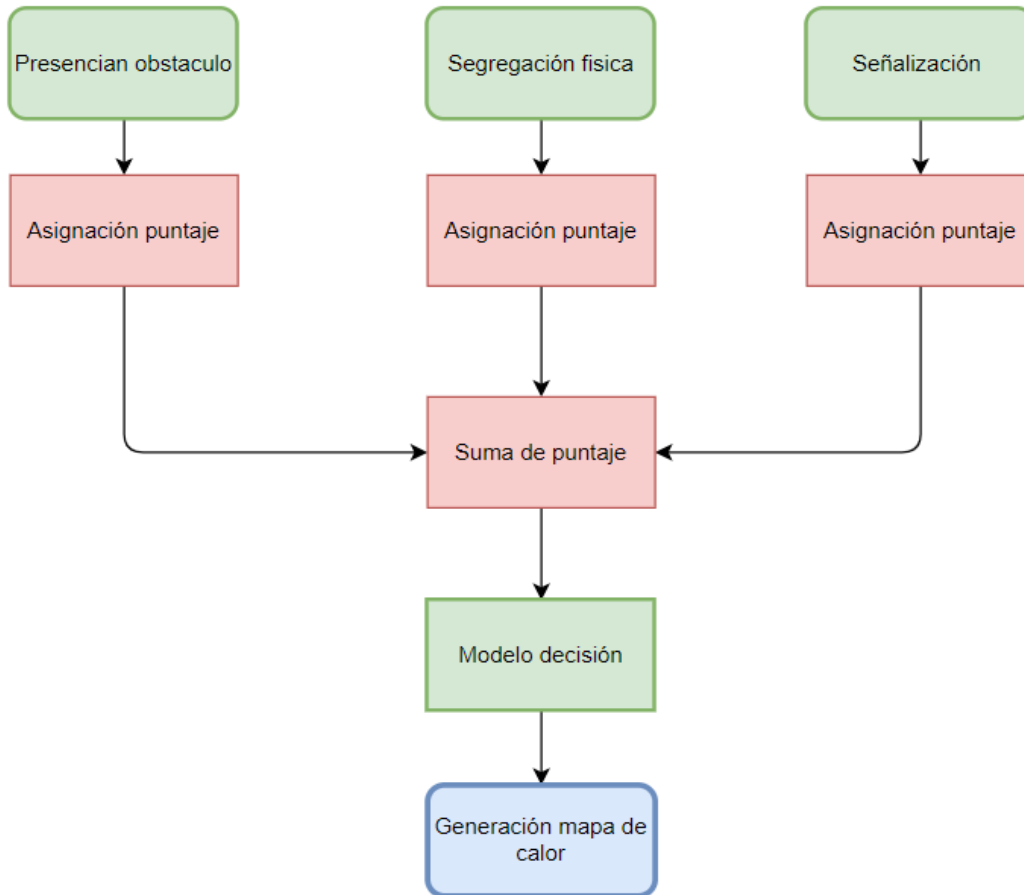 Presencian obstaculo
Segregación fisica
Señalización
Asignación puntaje
Asignación puntaje
Asignación puntaje
Suma de puntaje
Modelo decisión
Generación mapa de
calor